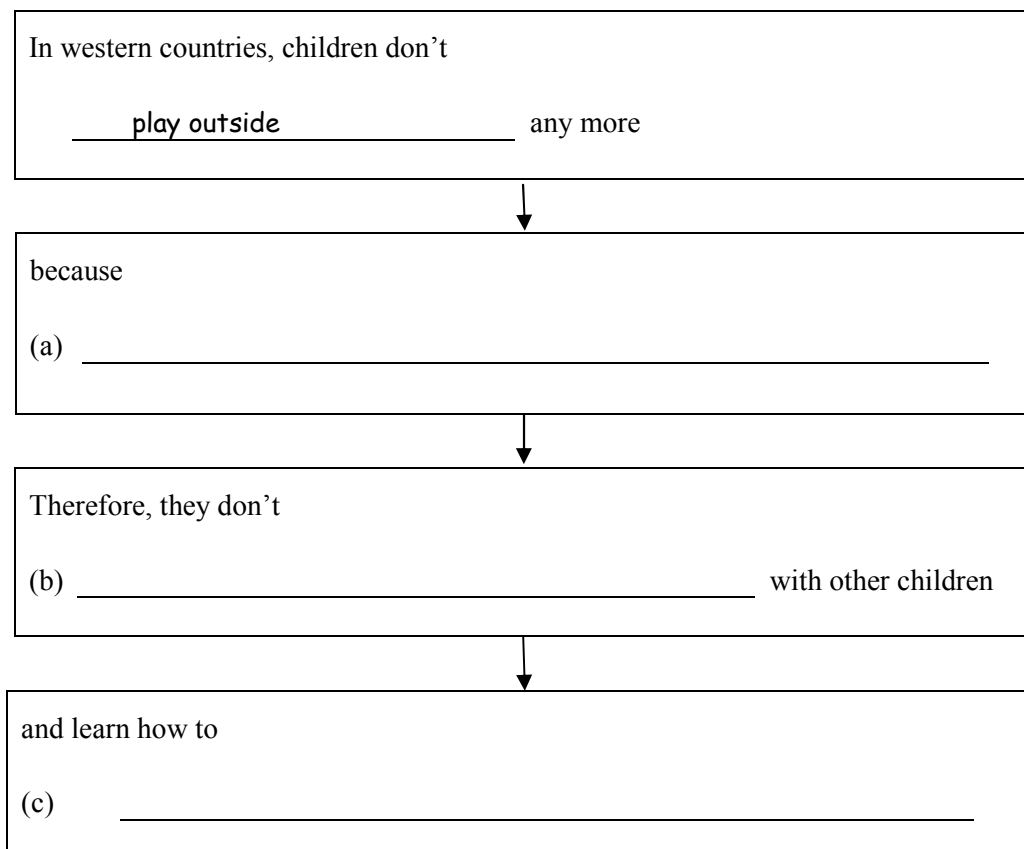 In western countries, children don’t
play outside any more
because
(a)
Therefore, they don’t
(b) with other children
and learn how to
(c)